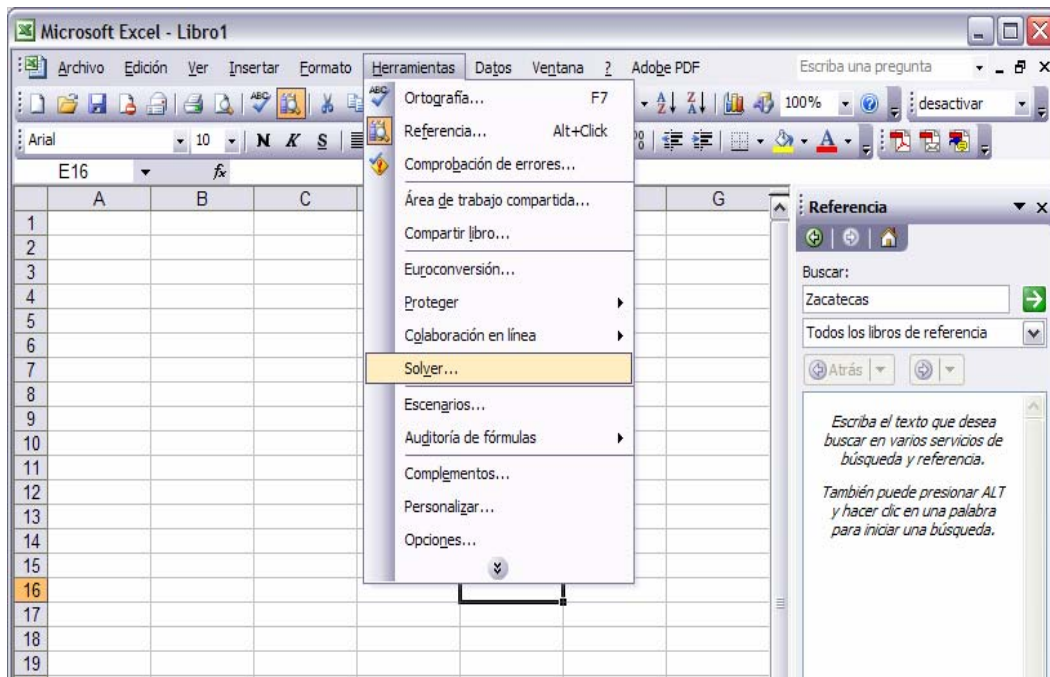 Microsoft Excel - Libro1
Archivo Edición Ver Insertar Formato Herramientas Datos Ventana ? Adobe PDF Escriba una pregunta
100% desactivar
Arial 10 N K S
E16 fx
Ortografía... F7
Referencia... Alt+Click
Comprobación de errores...
Área de trabajo compartida...
Compartir libro...
Euroconversión...
Proteger
Colaboración en línea
Solver...
Escenarios...
Auditoría de fórmulas
Complementos...
Personalizar...
Opciones...
A B C G
1
2
3
4
5
6
7
8
9
10
11
12
13
14
15
16
17
18
19
Referencia
Buscar:
Zacatecas
Todos los libros de referencia
Atrás
Escriba el texto que desea
buscar en varios servicios de
búsqueda y referencia.
También puede presionar ALT
y hacer clic en una palabra
para iniciar una búsqueda.